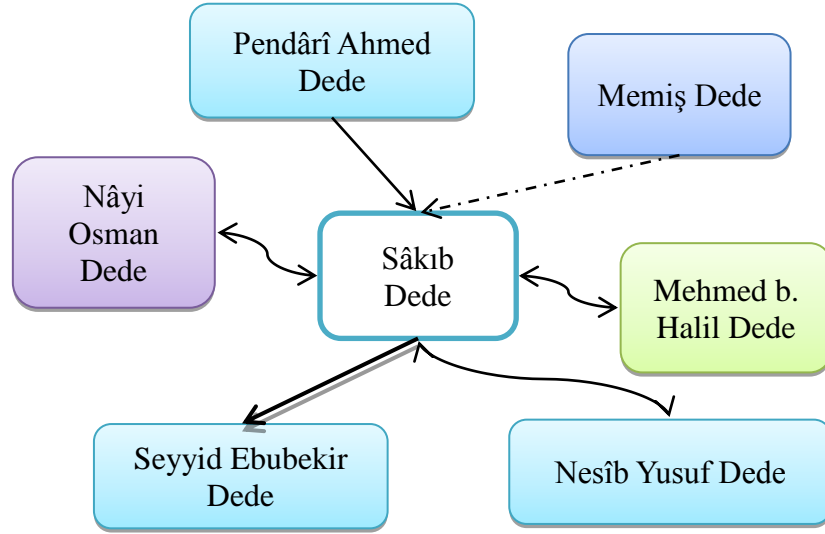 Pendârî Ahmed
Dede
Memiş Dede
Nâyi
Osman
Dede
Sâkıb
Dede
Mehmed b.
Halil Dede
Seyyid Ebubekir
Dede
Nesîb Yusuf Dede